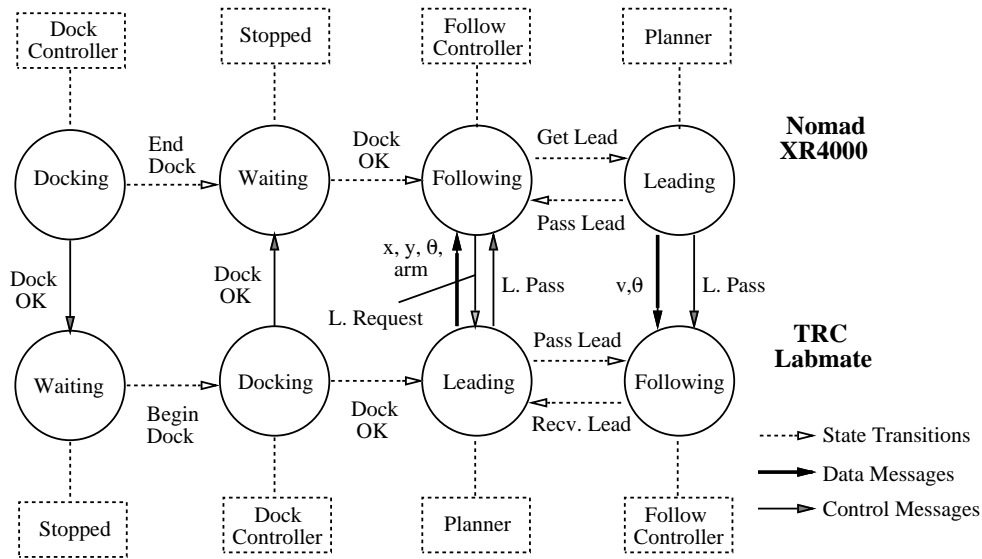 Dock
Controller
Stopped
Follow
Controller
Planner
Nomad
XR4000
End
Dock
Dock
OK
Get Lead
Docking
Waiting
Following
Leading
Pass Lead
Dock
OK
Dock
OK
x, y, θ,
arm
L. Pass
L. Request
v,θ
L. Pass
TRC
Labmate
Pass Lead
Waiting
Docking
Leading
Following
Begin
Dock
Dock
OK
Recv. Lead
State Transitions
Data Messages
Control Messages
Stopped
Dock
Controller
Planner
Follow
Controller